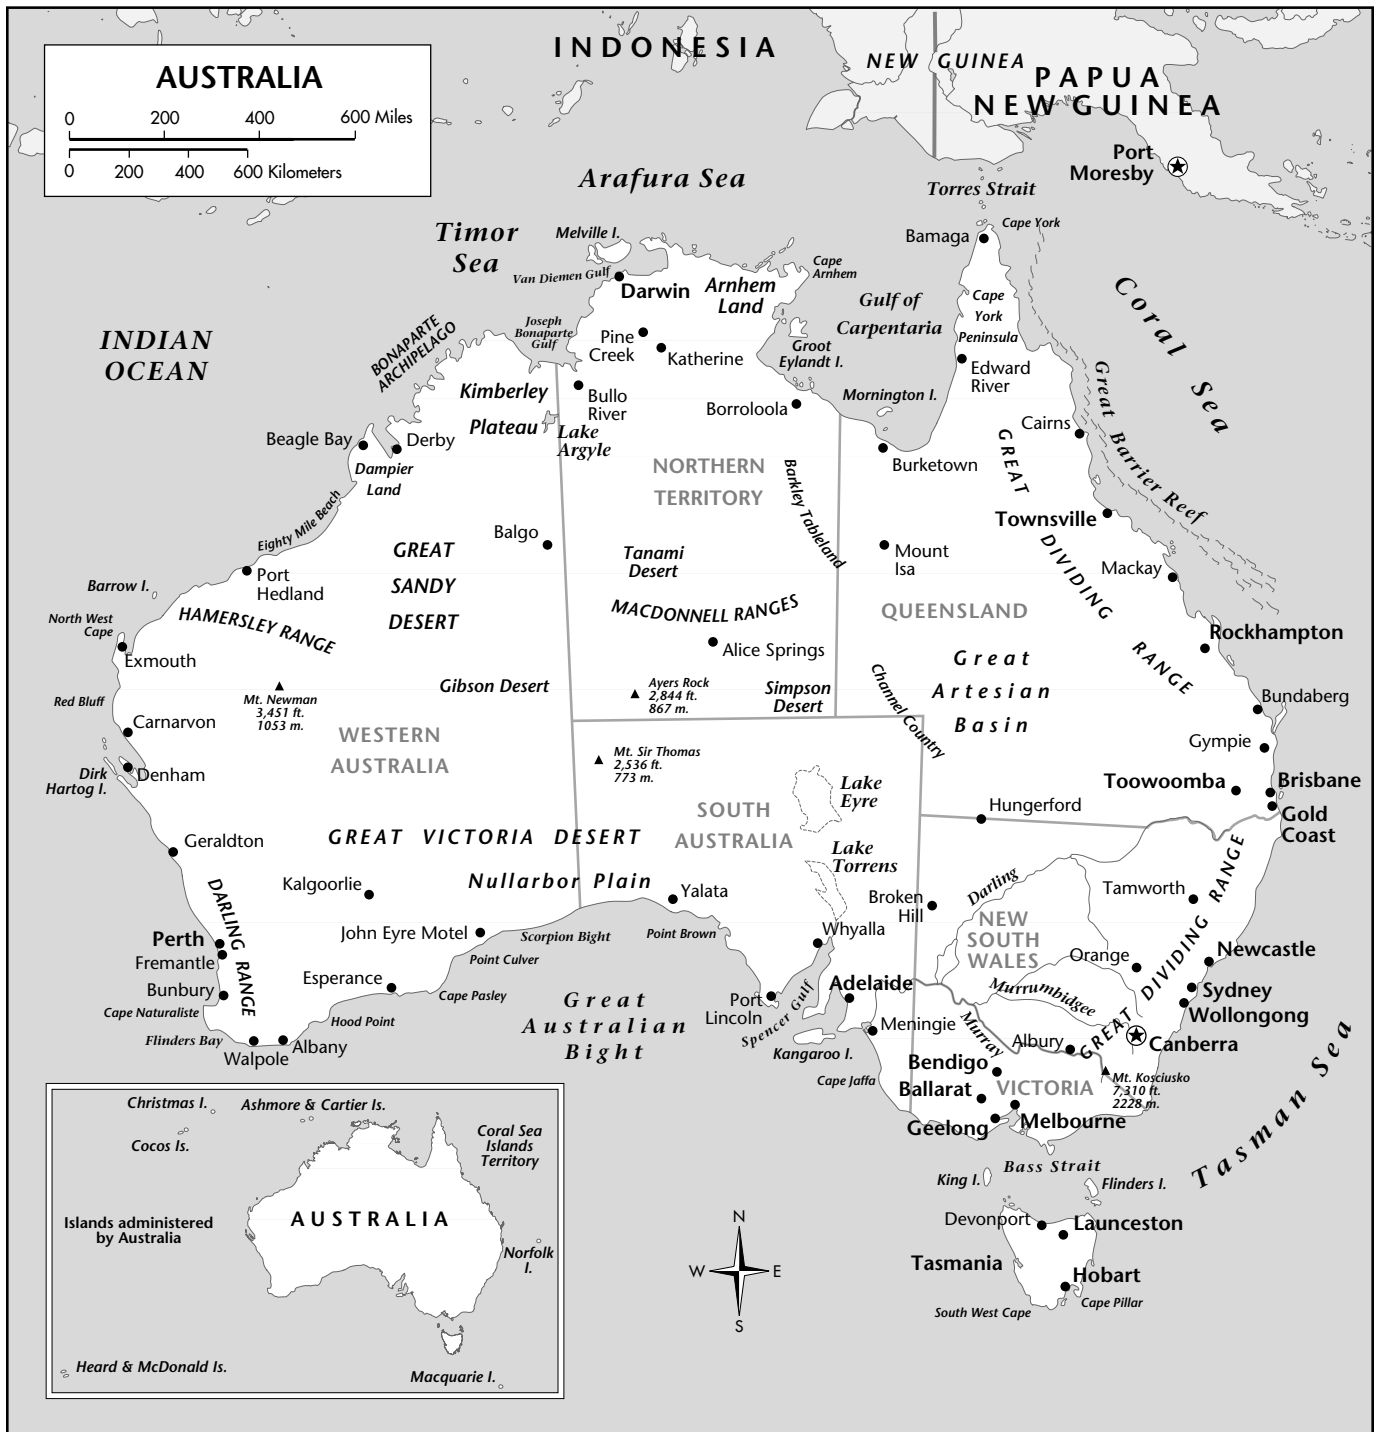 INDONESIA
NEW GUINEA
PAPUA
NEW GUINEA
Port
Moresby
AUSTRALIA
0 200 400 600 Miles
0 200 400 600 Kilometers
Arafura Sea
Torres Strait
Timor
Sea
Melville I.
Van Diemen Gulf
Darwin
Arnhem
Land
Cape
Arnhem
Bamaga
Cape York
Gulf of
Carpentaria
Cape
York
Peninsula
Coral Sea
Great Barrier Reef
INDIAN
OCEAN
BONAPARTE
ARCHIPELAGO
Joseph
Bonaparte
Gulf
Pine
Creek
Katherine
Groot
Eylandt I.
Edward
River
Kimberley
Plateau
Bullo
River
Lake
Argyle
Borroloola
Mornington I.
Cairns
Beagle Bay
Derby
Dampier
Land
NORTHERN
TERRITORY
Barkley Tableland
Burketown
GREAT DIVIDING RANGE
Townsville
Eighty Mile Beach
Balgo
GREAT
SANDY
DESERT
Tanami
Desert
Mount
Isa
Mackay
Barrow I.
Port
Hedland
North West
Cape
HAMERSLEY RANGE
MACDONNELL RANGES
QUEENSLAND
Rockhampton
Exmouth
Alice Springs
Great
Artesian
Basin
Red Bluff
Mt. Newman
3,451 ft.
1053 m.
Gibson Desert
Ayers Rock
2,844 ft.
867 m.
Simpson
Desert
Channel Country
Bundaberg
Carnarvon
WESTERN
AUSTRALIA
Mt. Sir Thomas
2,536 ft.
773 m.
Gympie
Dirk
Hartog I.
Denham
Lake
Eyre
Toowoomba
Brisbane
SOUTH
AUSTRALIA
Hungerford
Gold
Coast
Geraldton
GREAT VICTORIA DESERT
Lake
Torrens
Kalgoorlie
Nullarbor Plain
Yalata
Broken
Hill
Darling
Tamworth
DARLING RANGE
NEW
SOUTH
WALES
GREAT DIVIDING RANGE
Perth
Fremantle
John Eyre Motel
Scorpion Bight
Point Brown
Whyalla
Point Culver
Orange
Newcastle
Bunbury
Esperance
Cape Pasley
Great
Australian
Bight
Port
Lincoln
Spencer Gulf
Adelaide
Murrumbidgee
Sydney
Wollongong
Cape Naturaliste
Hood Point
Meningie
Murray
Albury
Canberra
Flinders Bay
Walpole
Albany
Kangaroo I.
Cape Jaffa
Bendigo
Ballarat
VICTORIA
Mt. Kosciusko
7,310 ft.
2228 m.
Geelong
Melbourne
Tasman Sea
Bass Strait
King I.
Flinders I.
Devonport
Launceston
Tasmania
Hobart
South West Cape
Cape Pillar
N
W E
S
Christmas I.
Ashmore & Cartier Is.
Cocos Is.
Coral Sea
Islands
Territory
Islands administered
by Australia
AUSTRALIA
Norfolk
I.
Heard & McDonald Is.
Macquarie I.